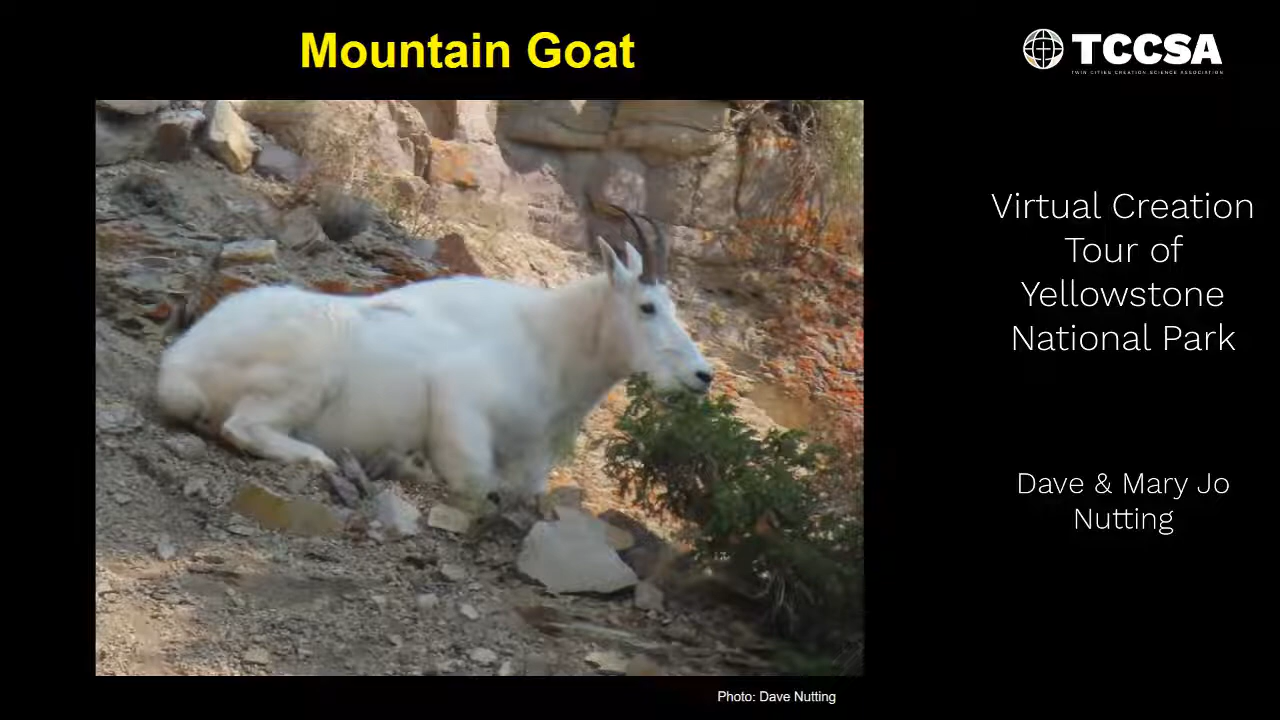 Mountain Goat
TCCSA
TWIN CITIES CREATION SCIENCE ASSOCIATION
Virtual Creation
Tour of
Yellowstone
National Park
Dave & Mary Jo
Nutting
Photo: Dave Nutting